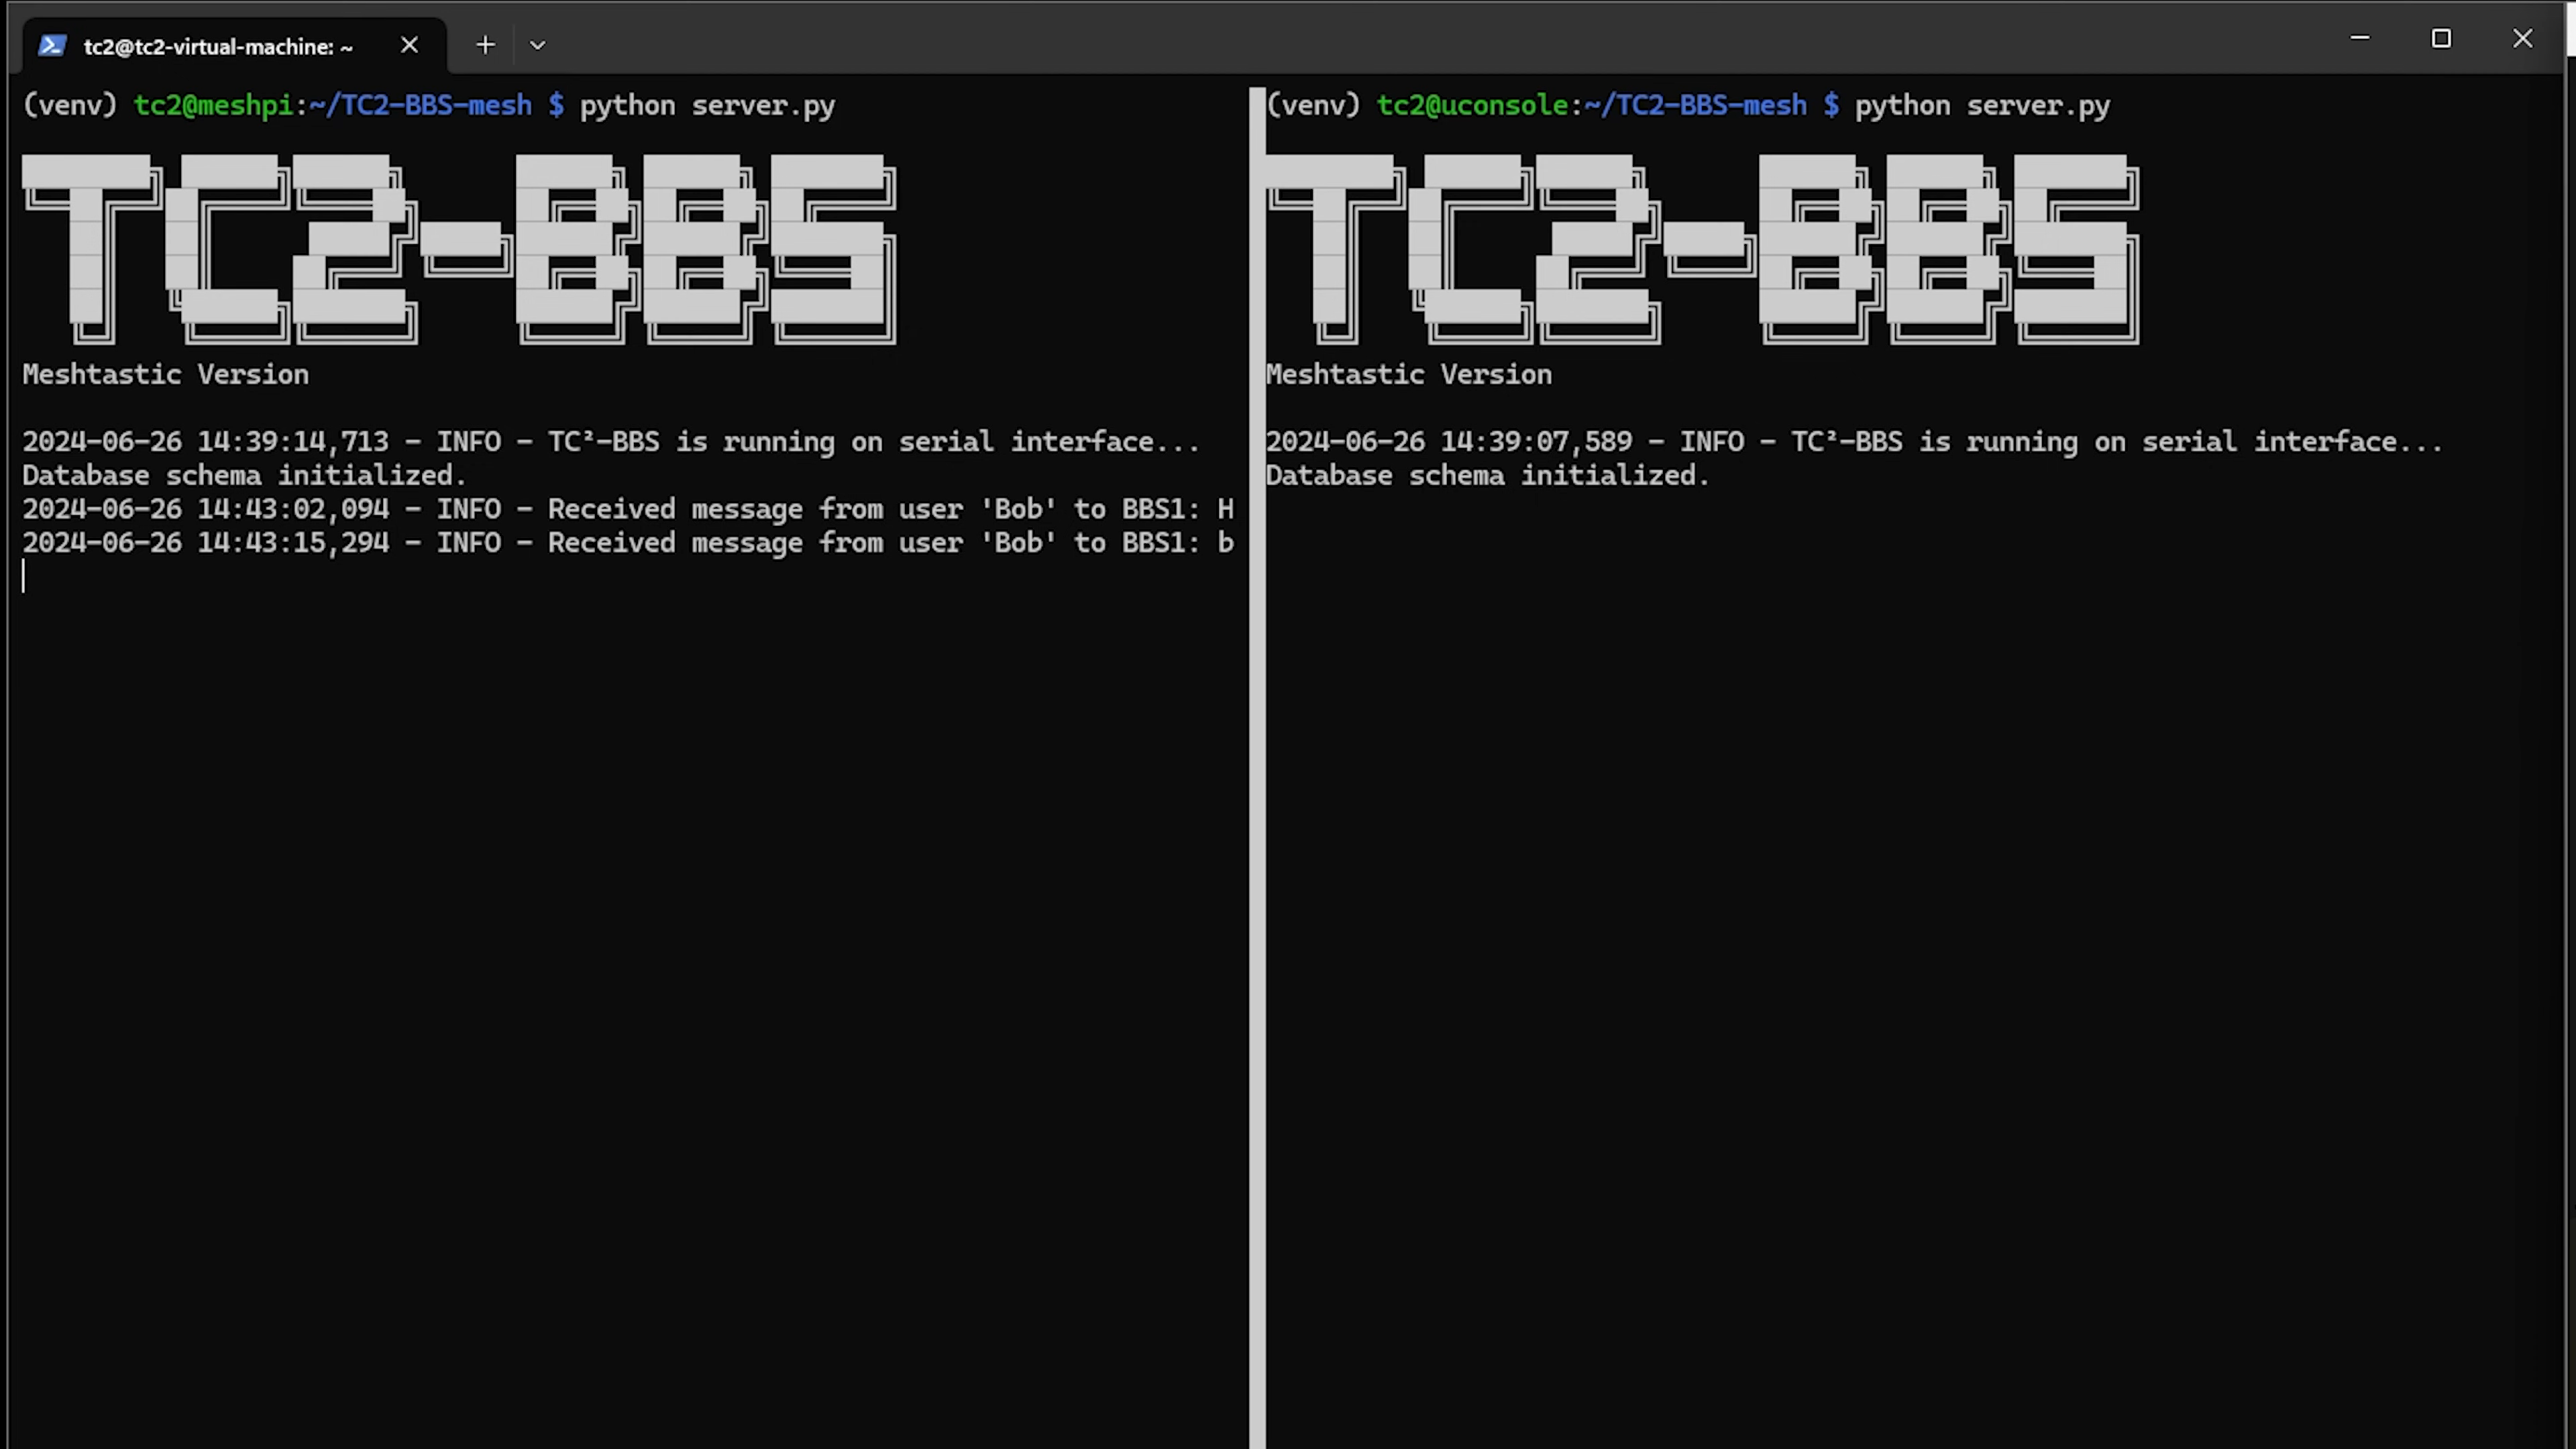 tc2@tc2-virtual-machine: ~
(venv) tc2@meshpi:~/TC2-BBS-mesh $ python server.py
TC2-BBS
Meshtastic Version
2024-06-26 14:39:14,713 - INFO - TC²-BBS is running on serial interface...
Database schema initialized.
2024-06-26 14:43:02,094 - INFO - Received message from user 'Bob' to BBS1: H
2024-06-26 14:43:15,294 - INFO - Received message from user 'Bob' to BBS1: b
(venv) tc2@uconsole:~/TC2-BBS-mesh $ python server.py
TC2-BBS
Meshtastic Version
2024-06-26 14:39:07,589 - INFO - TC²-BBS is running on serial interface...
Database schema initialized.